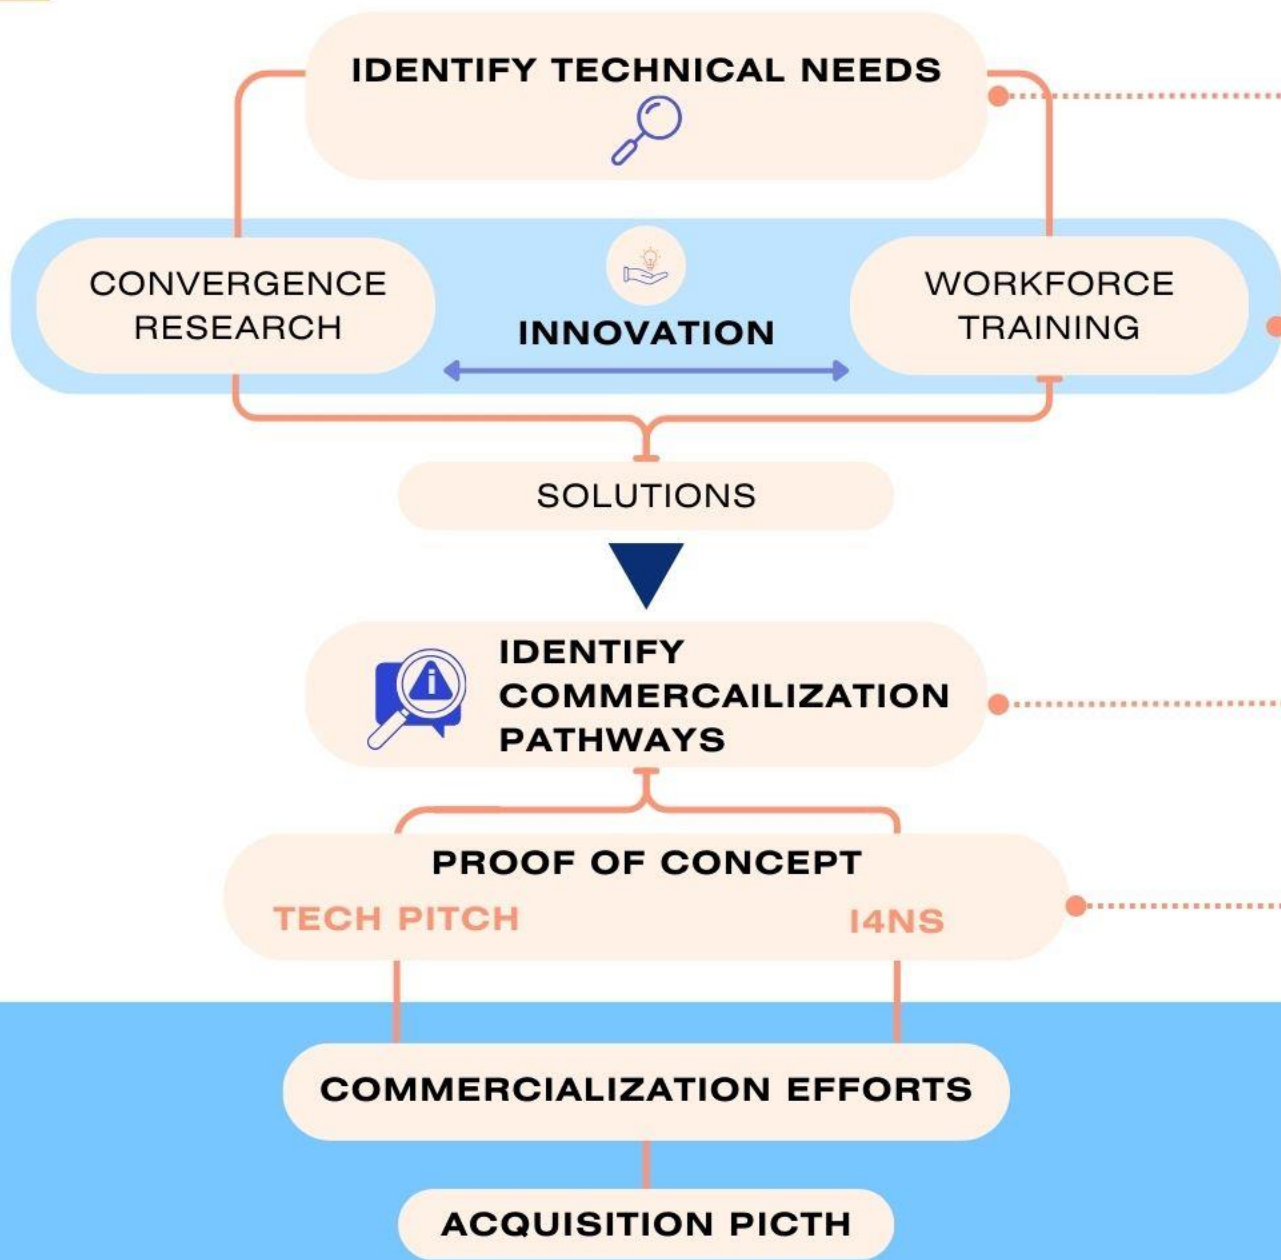 IDENTIFY TECHNICAL NEEDS
CONVERGENCE
RESEARCH
INNOVATION
WORKFORCE
TRAINING
SOLUTIONS
i
IDENTIFY
COMMERCAILIZATION
PATHWAYS
PROOF OF CONCEPT
TECH PITCH
I4NS
COMMERCIALIZATION EFFORTS
ACQUISITION PICTH